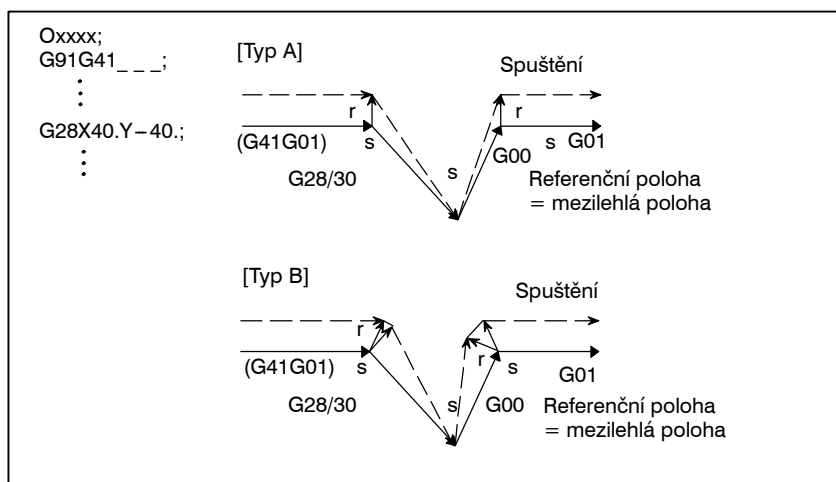 Oxxxx;
G91G41_ _ _;
G28X40.Y–40.;
[Typ A]
Spuštění
r
r
(G41G01)
s
G00
s
G01
s
G28/30
Referenční poloha
= mezilehlá poloha
[Typ B]
Spuštění
r
r
(G41G01)
s
s
G01
G28/30
s
G00
Referenční poloha
= mezilehlá poloha